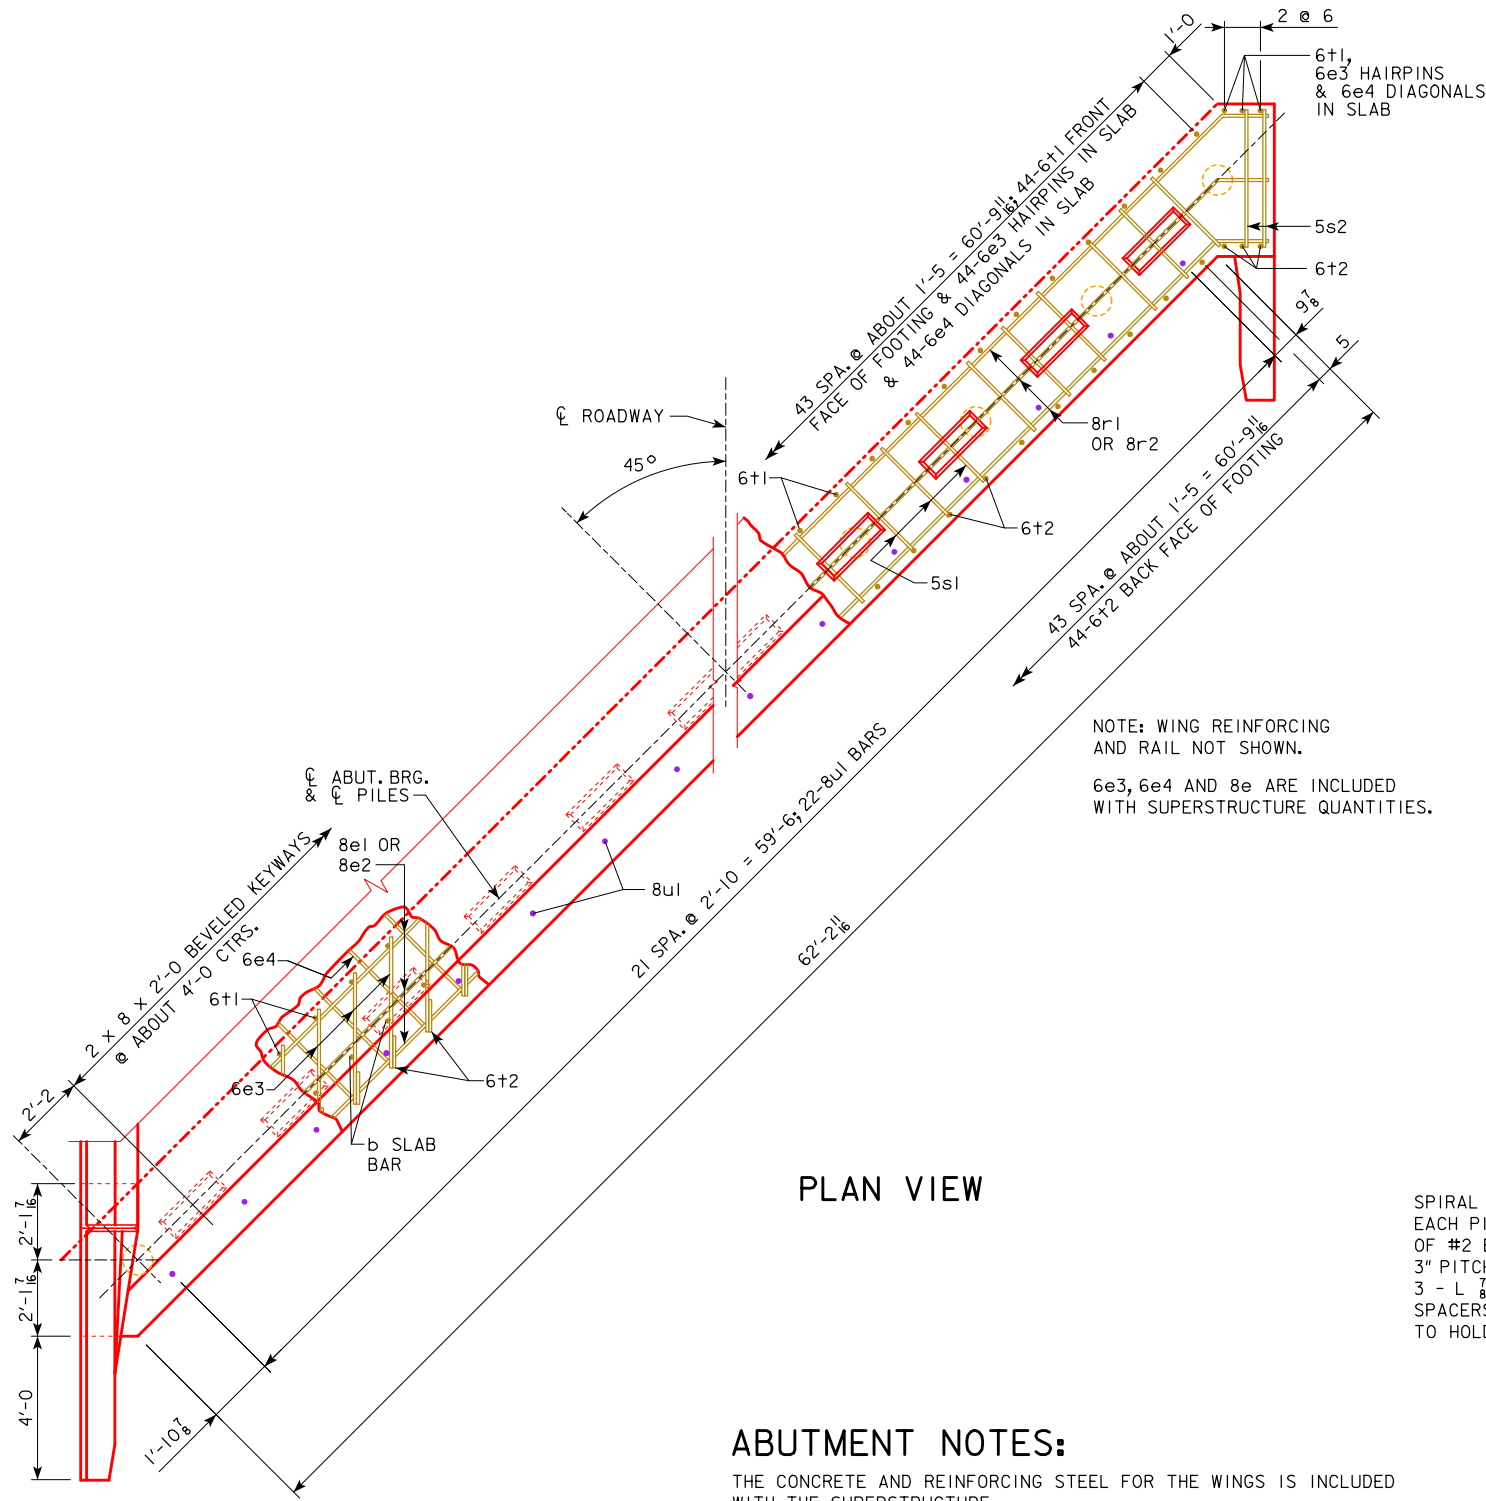 2 @ 6
1'-0
6t1,
6e3 HAIRPINS
& 6e4 DIAGONALS
IN SLAB
43 SPA. @ ABOUT 1'-5 = 60'-9 11/16; 44-6t1 FRONT
FACE OF FOOTING & 44-6e3 HAIRPINS IN SLAB
& 44-6e4 DIAGONALS IN SLAB
5s2
6t2
9 7/8
5
℄ ROADWAY
45°
8r1
OR 8r2
6t1
6t2
5s1
43 SPA. @ ABOUT 1'-5 = 60'-9 11/16
44-6t2 BACK FACE OF FOOTING
NOTE: WING REINFORCING
AND RAIL NOT SHOWN.
6e3, 6e4 AND 8e ARE INCLUDED
WITH SUPERSTRUCTURE QUANTITIES.
℄ ABUT. BRG.
& ℄ PILES
8e1 OR
8e2
8u1
21 SPA. @ 2'-10 = 59'-6; 22-8u1 BARS
62'-2 11/16
2 × 8 × 2'-0 BEVELED KEYWAYS
@ ABOUT 4'-0 CTRS.
6e4
6t1
6e3
6t2
b SLAB
BAR
2'-2
2'-1 7/16
2'-1 7/16
4'-0
1'-10 7/8
PLAN VIEW
SPIRAL
EACH PI
OF #2 B
3" PITCH
3 - L 7/8
SPACERS
TO HOLD
ABUTMENT NOTES:
THE CONCRETE AND REINFORCING STEEL FOR THE WINGS IS INCLUDED
WITH THE SUPERSTRUCTURE